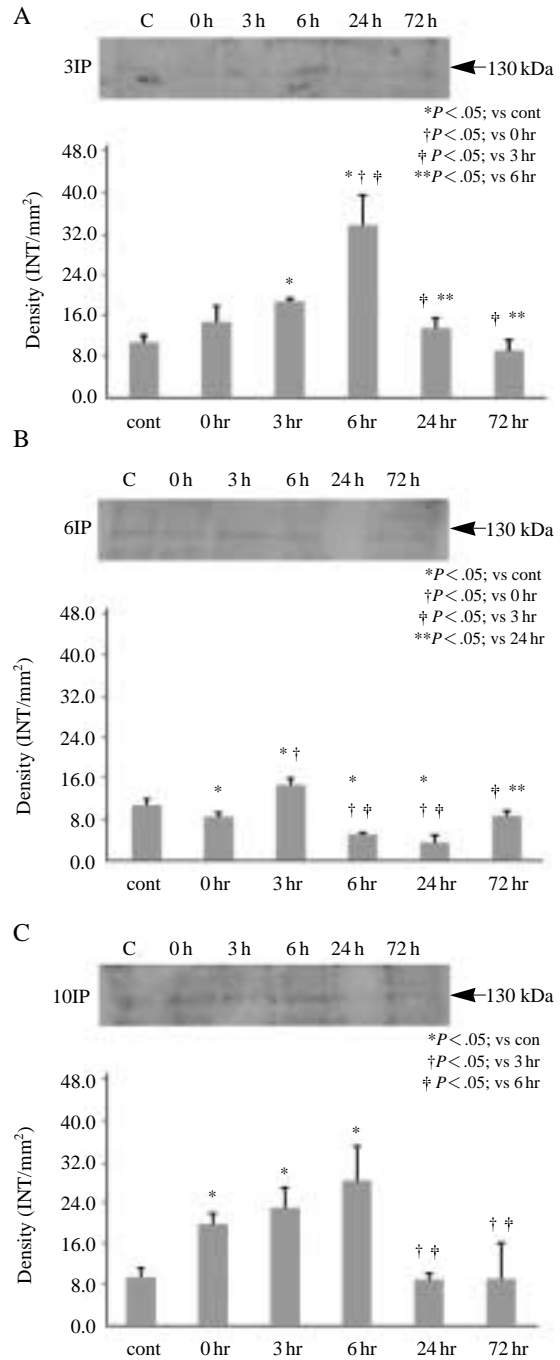 A
C 0 h 3 h 6 h 24 h 72 h
3IP
130 kDa
*P < .05; vs cont
†P < .05; vs 0 hr
‡ P < .05; vs 3 hr
**P < .05; vs 6 hr
Density (INT/mm²)
48.0
40.0
32.0
24.0
16.0
8.0
0.0
*
* † ‡
‡ **
‡ **
cont 0 hr 3 hr 6 hr 24 hr 72 hr
B
C 0 h 3 h 6 h 24 h 72 h
6IP
130 kDa
*P < .05; vs cont
†P < .05; vs 0 hr
‡ P < .05; vs 3 hr
**P < .05; vs 24 hr
Density (INT/mm²)
48.0
40.0
32.0
24.0
16.0
8.0
0.0
*
* †
*
† ‡
*
† ‡
‡ **
cont 0 hr 3 hr 6 hr 24 hr 72 hr
C
C 0 h 3 h 6 h 24 h 72 h
10IP
130 kDa
*P < .05; vs con
†P < .05; vs 3 hr
‡ P < .05; vs 6 hr
Density (INT/mm²)
48.0
40.0
32.0
24.0
16.0
8.0
0.0
*
*
*
† ‡
† ‡
cont 0 hr 3 hr 6 hr 24 hr 72 hr